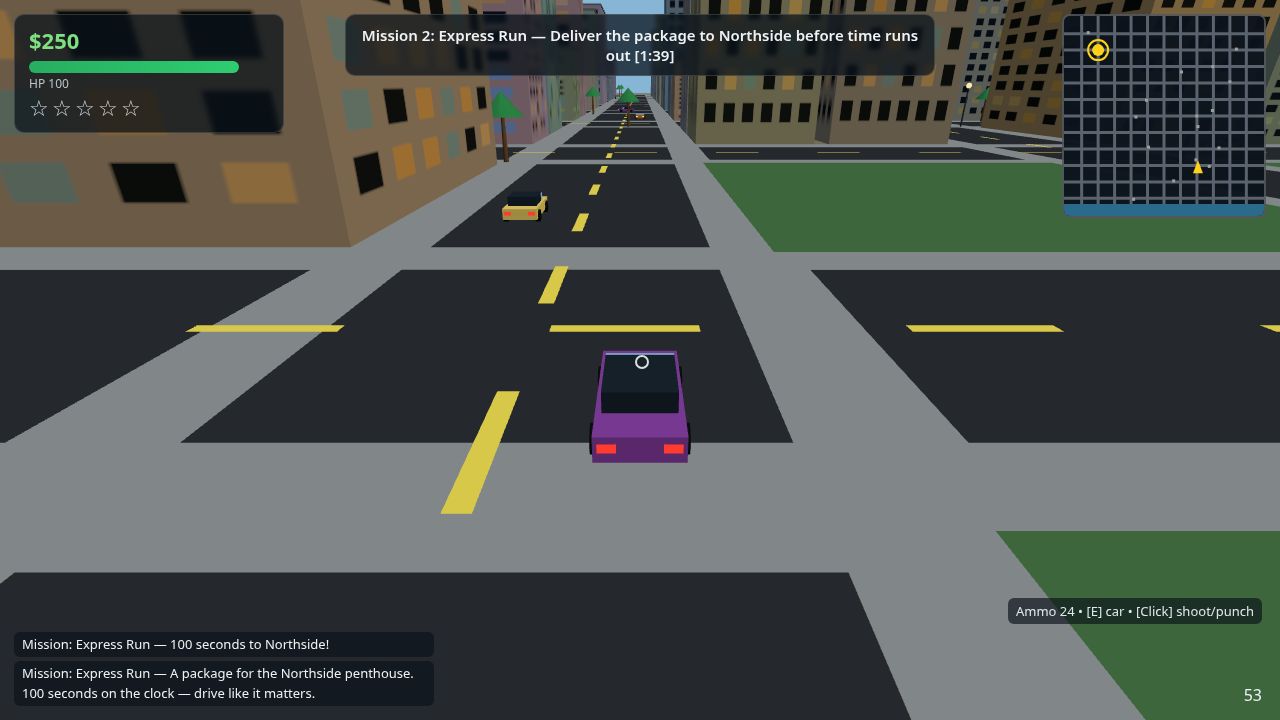 $250
HP 100
☆☆☆☆☆
Mission 2: Express Run — Deliver the package to Northside before time runs
out [1:39]
Ammo 24 • [E] car • [Click] shoot/punch
Mission: Express Run — 100 seconds to Northside!
Mission: Express Run — A package for the Northside penthouse.
100 seconds on the clock — drive like it matters.
53